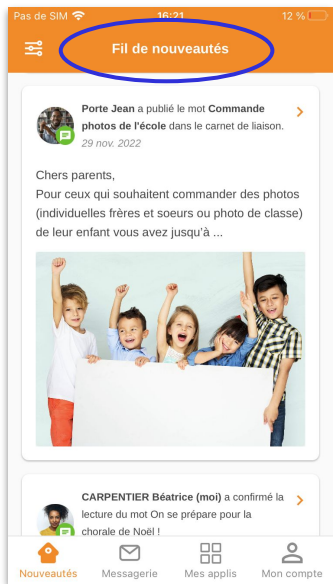 Pas de SIM 16:21 12 %
Fil de nouveautés
Porte Jean a publié le mot Commande
photos de l'école dans le carnet de liaison.
29 nov. 2022
Chers parents,
Pour ceux qui souhaitent commander des photos
(individuelles frères et soeurs ou photo de classe)
de leur enfant vous avez jusqu'à ...
CARPENTIER Béatrice (moi) a confirmé la
lecture du mot On se prépare pour la
chorale de Noël !
Nouveautés Messagerie Mes applis Mon compte